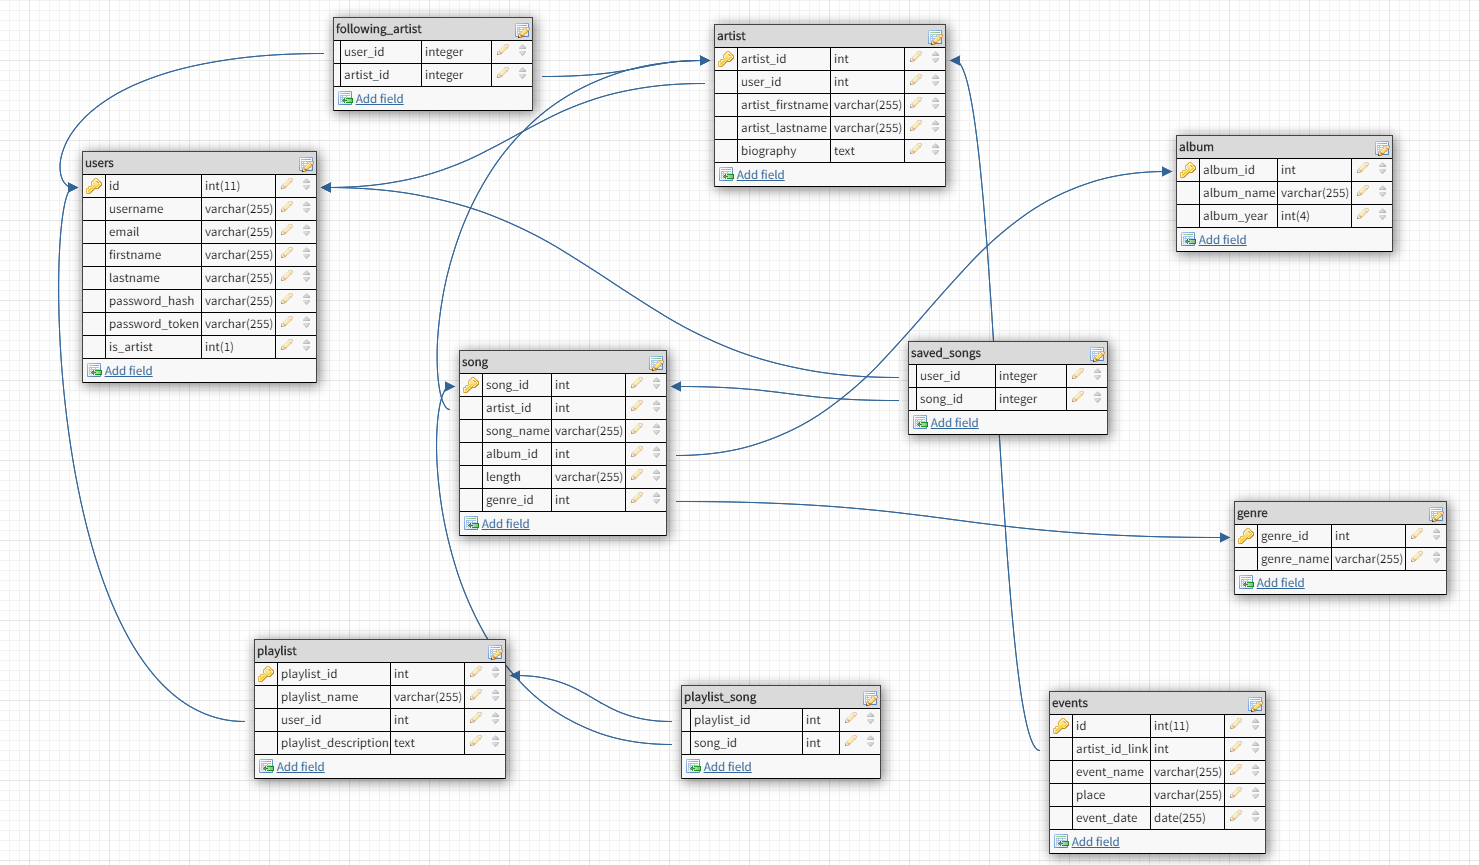 following_artist
user_id integer
artist_id integer
Add field
artist
artist_id int
user_id int
artist_firstname varchar(255)
artist_lastname varchar(255)
biography text
Add field
users
id int(11)
username varchar(255)
email varchar(255)
firstname varchar(255)
lastname varchar(255)
password_hash varchar(255)
password_token varchar(255)
is_artist int(1)
Add field
album
album_id int
album_name varchar(255)
album_year int(4)
Add field
song
song_id int
artist_id int
song_name varchar(255)
album_id int
length varchar(255)
genre_id int
Add field
saved_songs
user_id integer
song_id integer
Add field
genre
genre_id int
genre_name varchar(255)
Add field
playlist
playlist_id int
playlist_name varchar(255)
user_id int
playlist_description text
Add field
playlist_song
playlist_id int
song_id int
Add field
events
id int(11)
artist_id_link int
event_name varchar(255)
place varchar(255)
event_date date(255)
Add field